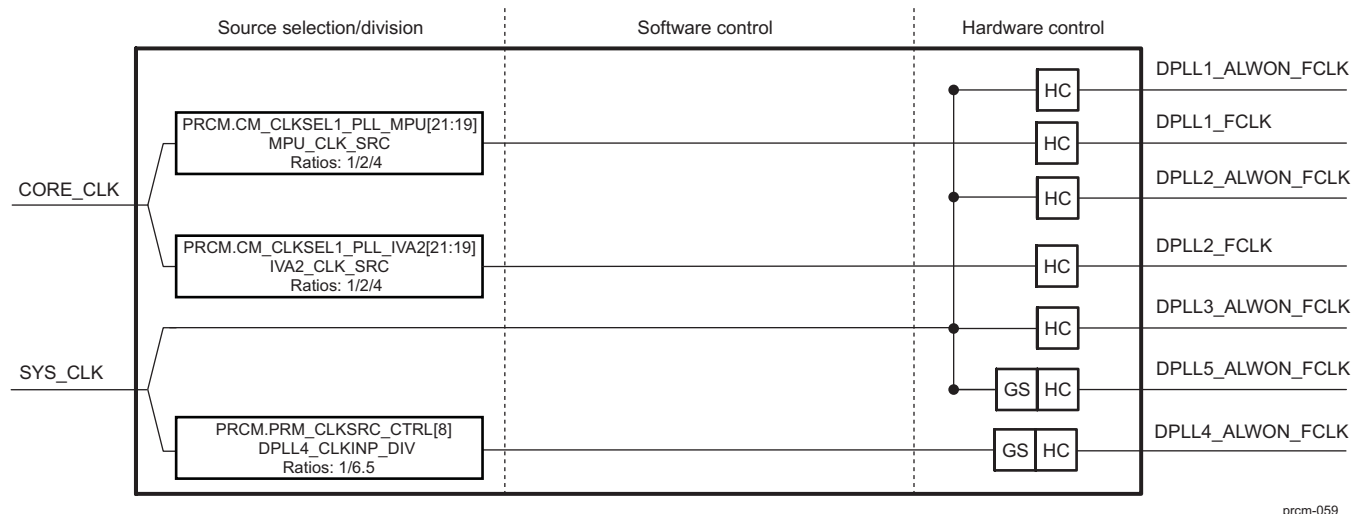 Source selection/division
Software control
Hardware control
DPLL1_ALWON_FCLK
HC
PRCM.CM_CLKSEL1_PLL_MPU[21:19]
MPU_CLK_SRC
Ratios: 1/2/4
DPLL1_FCLK
HC
CORE_CLK
DPLL2_ALWON_FCLK
HC
PRCM.CM_CLKSEL1_PLL_IVA2[21:19]
IVA2_CLK_SRC
Ratios: 1/2/4
DPLL2_FCLK
HC
DPLL3_ALWON_FCLK
HC
SYS_CLK
DPLL5_ALWON_FCLK
GS HC
PRCM.PRM_CLKSRC_CTRL[8]
DPLL4_CLKINP_DIV
Ratios: 1/6.5
DPLL4_ALWON_FCLK
GS HC
prcm-059